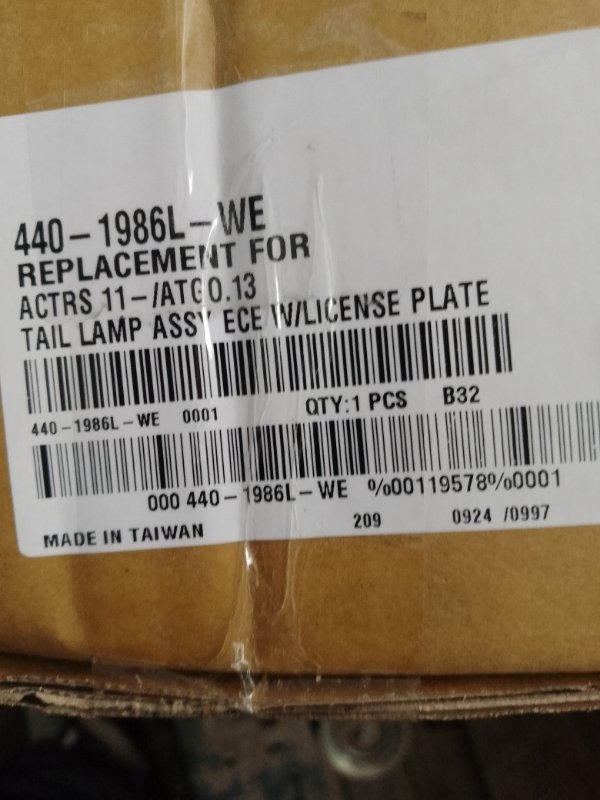 440-1986L-WE
REPLACEMENT FOR
ACTRS 11-/ATGO.13
TAIL LAMP ASSY ECE W/LICENSE PLATE
440-1986L-WE 0001 QTY:1 PCS B32
000 440-1986L-WE %00119578%0001
MADE IN TAIWAN 209 0924 /0997